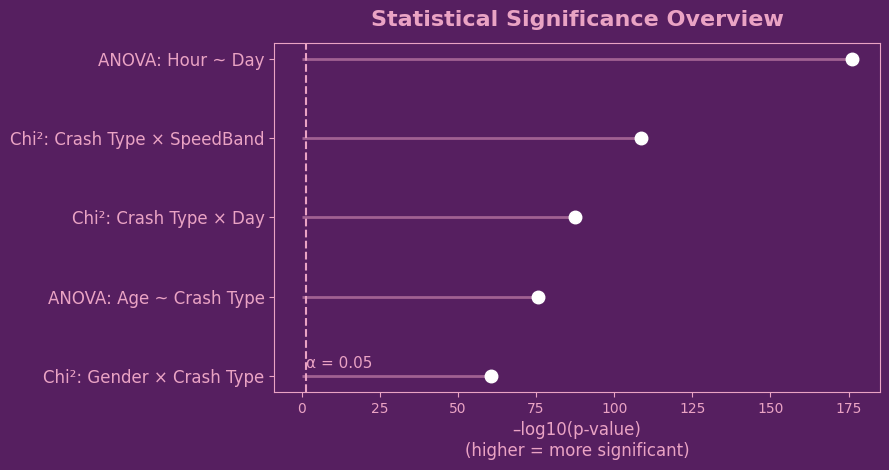 Statistical Significance Overview
ANOVA: Hour ~ Day
Chi²: Crash Type × SpeedBand
Chi²: Crash Type × Day
ANOVA: Age ~ Crash Type
α = 0.05
Chi²: Gender × Crash Type
0 25 50 75 100 125 150 175
–log10(p-value)
(higher = more significant)